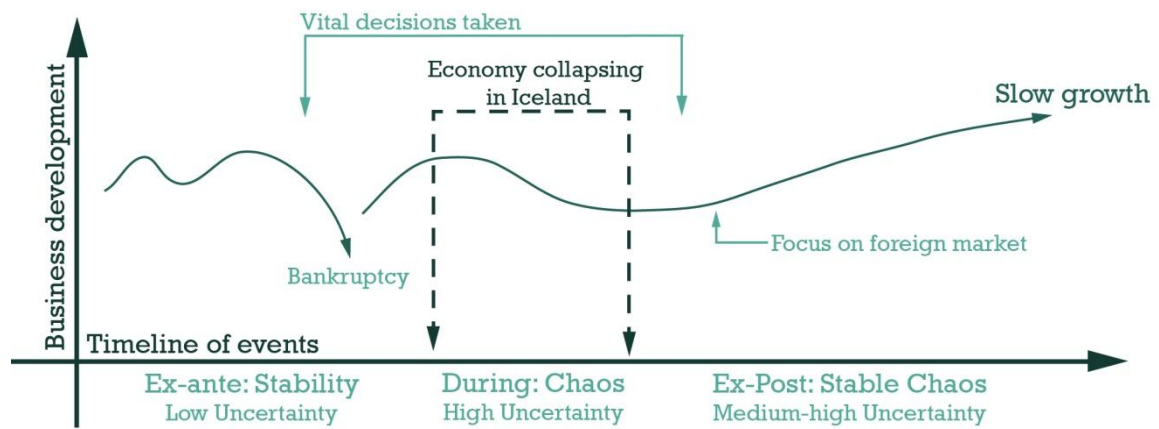 Vital decisions taken
Economy collapsing
in Iceland
Slow growth
Business development
Focus on foreign market
Bankruptcy
Timeline of events
Ex-ante: Stability
Low Uncertainty
During: Chaos
High Uncertainty
Ex-Post: Stable Chaos
Medium-high Uncertainty